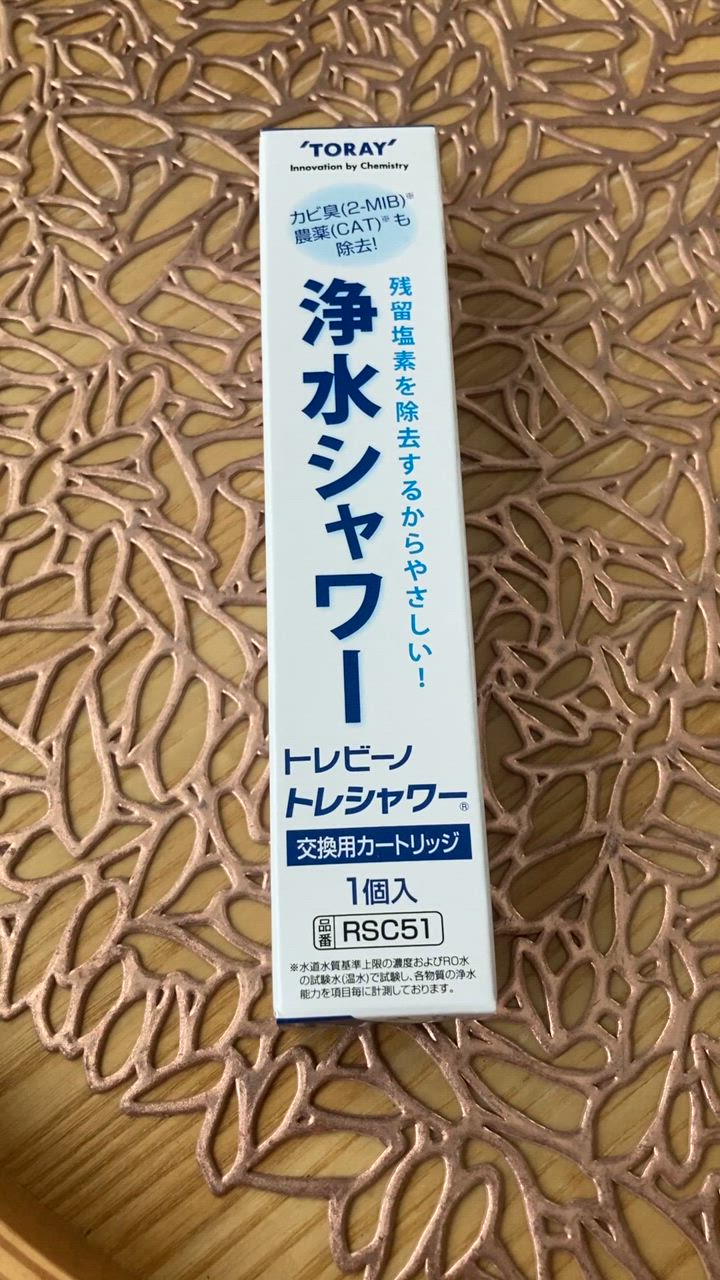 'TORAY'
Innovation by Chemistry
カビ臭(2-MIB)※
農薬(CAT)※も
除去!
残留塩素を除去するからやさしい!
浄水シャワー
トレビーノ
トレシャワー®
交換用カートリッジ
1個入
品番 RSC51
※水道水質基準上限の濃度およびRO水
の試験水(温水)で試験し、各物質の浄水
能力を項目毎に計測しております。